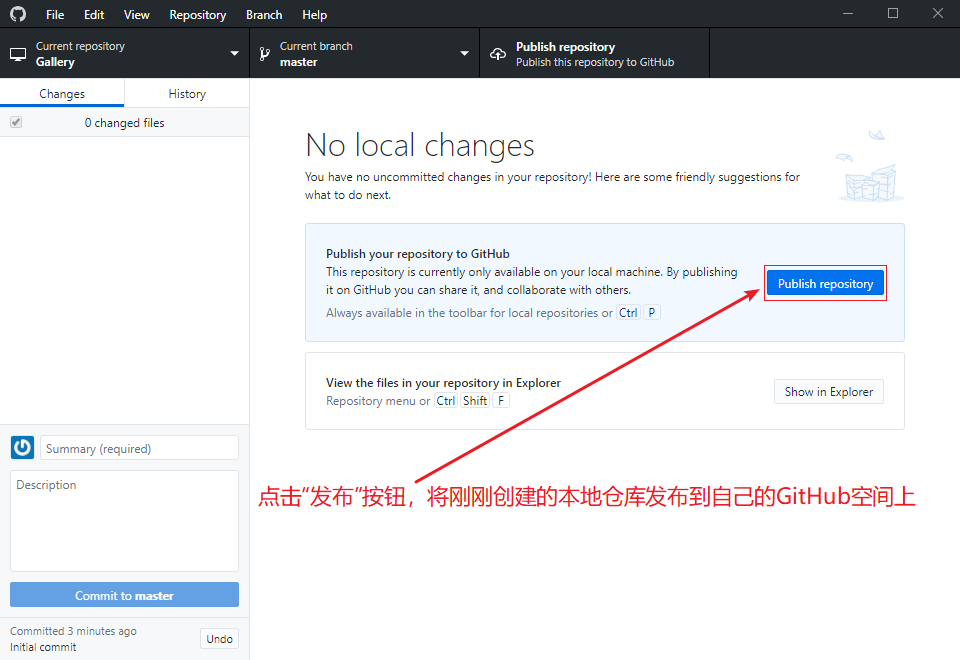 File Edit View Repository Branch Help
Current repository
Gallery
Current branch
master
Publish repository
Publish this repository to GitHub
Changes
History
0 changed files
No local changes
You have no uncommitted changes in your repository! Here are some friendly suggestions for
what to do next.
Publish your repository to GitHub
This repository is currently only available on your local machine. By publishing
it on GitHub you can share it, and collaborate with others.
Always available in the toolbar for local repositories or Ctrl P
Publish repository
View the files in your repository in Explorer
Repository menu or Ctrl Shift F
Show in Explorer
点击“发布”按钮，将刚刚创建的本地仓库发布到自己的GitHub空间上
Summary (required)
Description
Commit to master
Committed 3 minutes ago
Initial commit
Undo